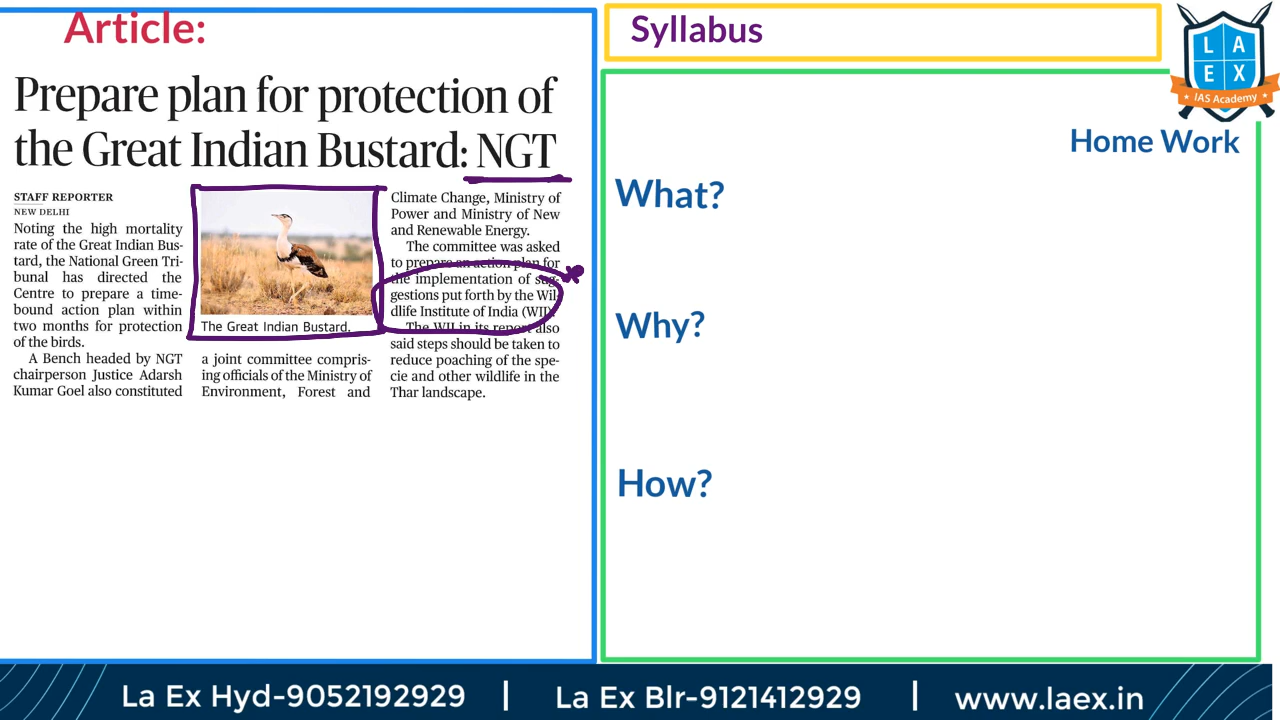 Article:
Prepare plan for protection of
the Great Indian Bustard: NGT
STAFF REPORTER
NEW DELHI
Noting the high mortality
rate of the Great Indian Bus-
tard, the National Green Tri-
bunal has directed the
Centre to prepare a time-
bound action plan within
two months for protection
of the birds.
A Bench headed by NGT
chairperson Justice Adarsh
Kumar Goel also constituted
The Great Indian Bustard.
a joint committee compris-
ing officials of the Ministry of
Environment, Forest and
Climate Change, Ministry of
Power and Ministry of New
and Renewable Energy.
The committee was asked
to prepare an action plan for
the implementation of sug-
gestions put forth by the Wil-
dlife Institute of India (WII).
The WII in its report also
said steps should be taken to
reduce poaching of the spe-
cie and other wildlife in the
Thar landscape.
Syllabus
L A
E X
IAS Academy
Home Work
What?
Why?
How?
La Ex Hyd-9052192929 | La Ex Blr-9121412929 | www.laex.in